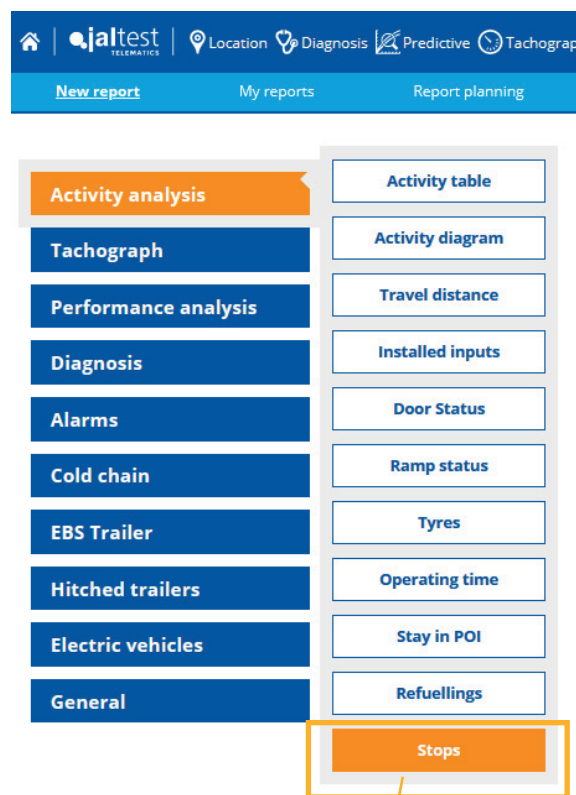 jaltest TELEMATICS Location Diagnosis Predictive Tachograp
New report My reports Report planning
Activity analysis
Tachograph
Performance analysis
Diagnosis
Alarms
Cold chain
EBS Trailer
Hitched trailers
Electric vehicles
General
Activity table
Activity diagram
Travel distance
Installed inputs
Door Status
Ramp status
Tyres
Operating time
Stay in POI
Refuellings
Stops